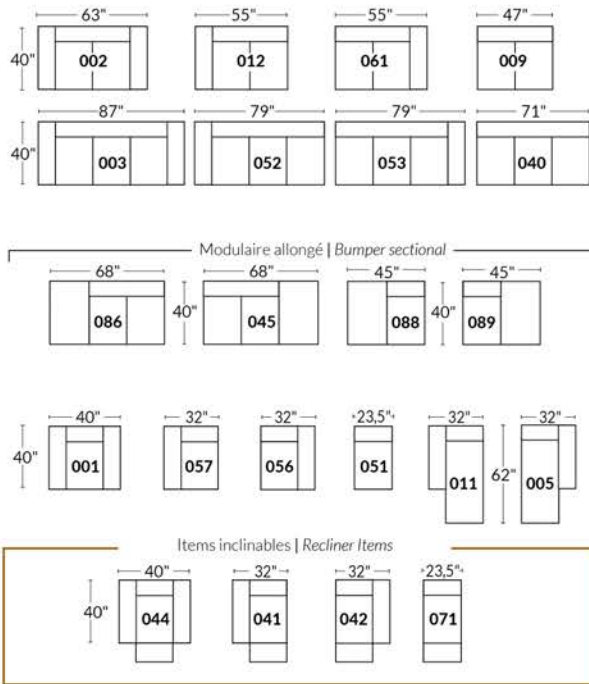 63" 55" 55" 47"
40" 002 012 061 009
87" 79" 79" 71"
40" 003 052 053 040
Modulaire allongé | Bumper sectional
68" 68" 45" 45"
086 40" 045 088 40" 089
40" 32" 32" 23,5" 32" 32"
40" 001 057 056 051 011 62" 005
Items inclinables | Recliner Items
40" 32" 32" 23,5"
40" 044 041 042 071